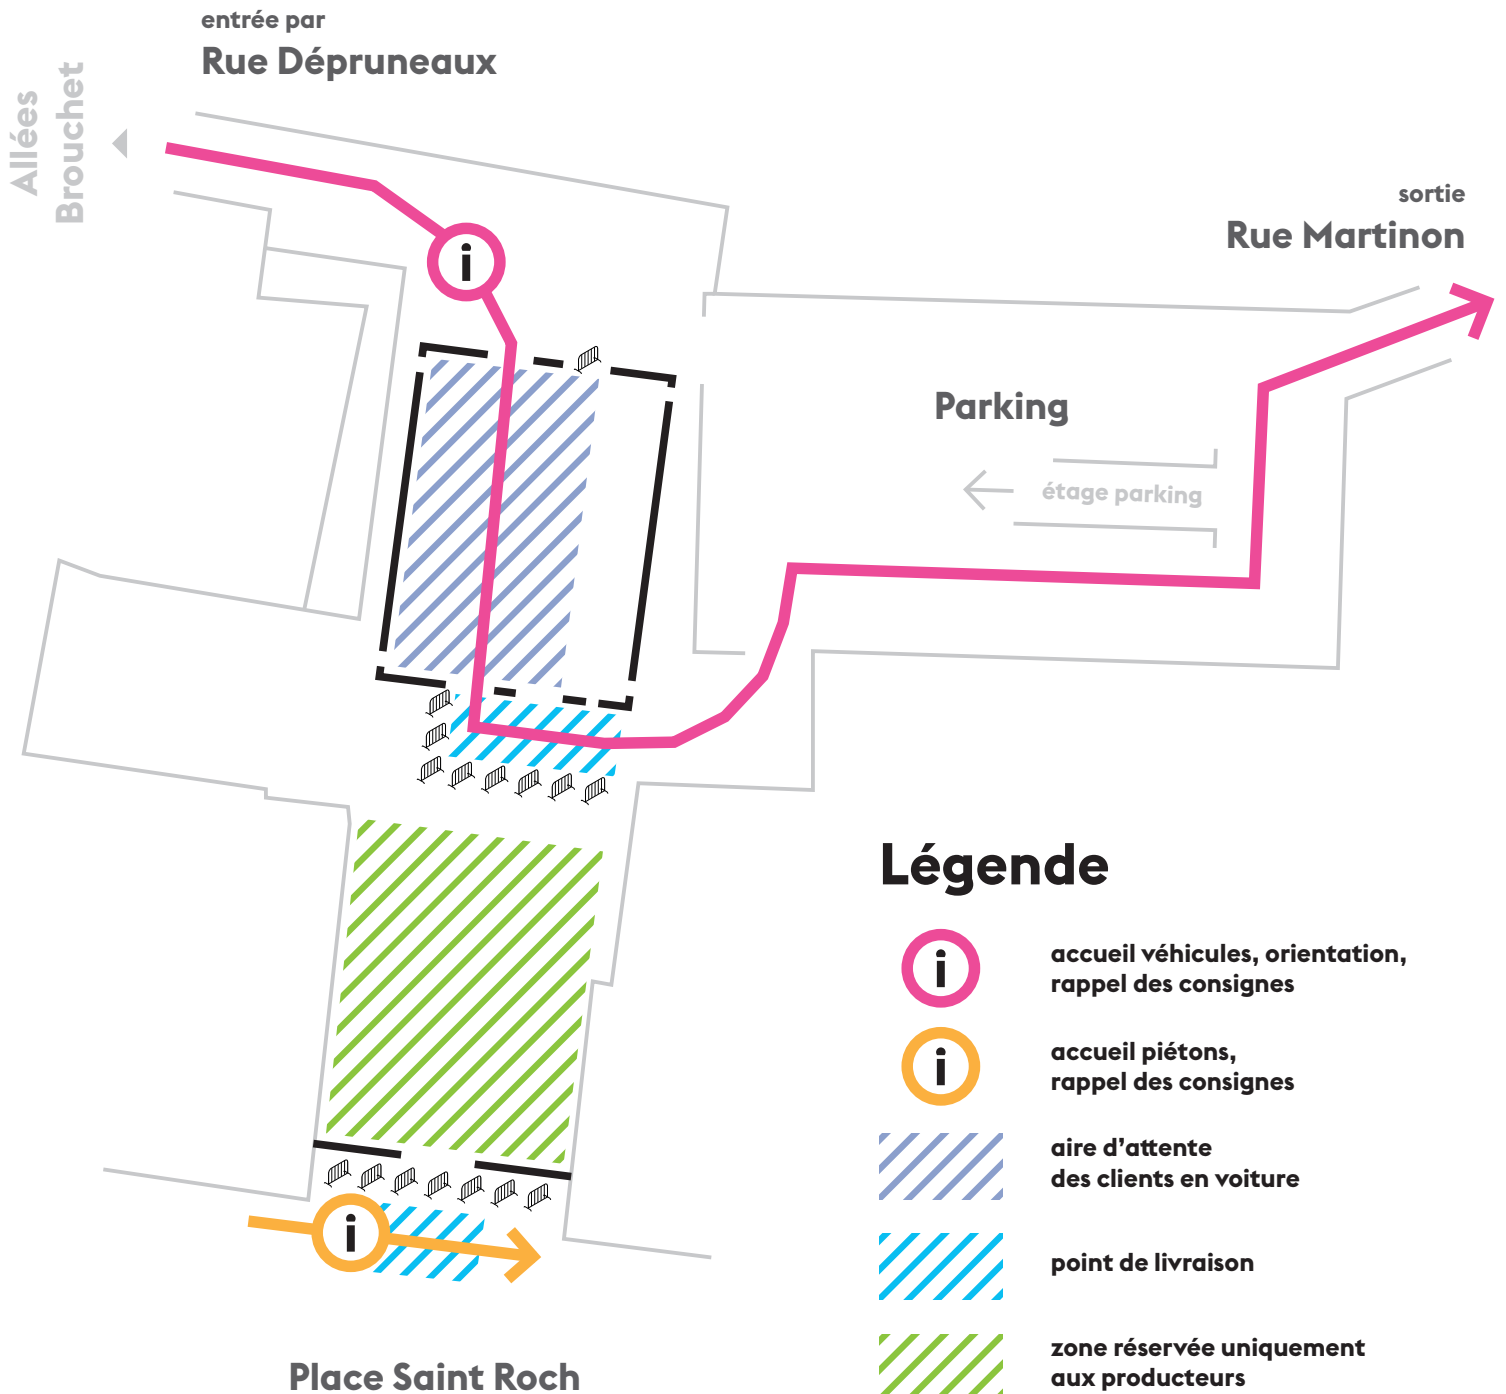 entrée par
Rue Dépruneaux
Allées
Brouchet
sortie
Rue Martinon
i
Parking
étage parking
Légende
i
accueil véhicules, orientation,
rappel des consignes
i
accueil piétons,
rappel des consignes
aire d’attente
des clients en voiture
i
point de livraison
zone réservée uniquement
aux producteurs
Place Saint Roch